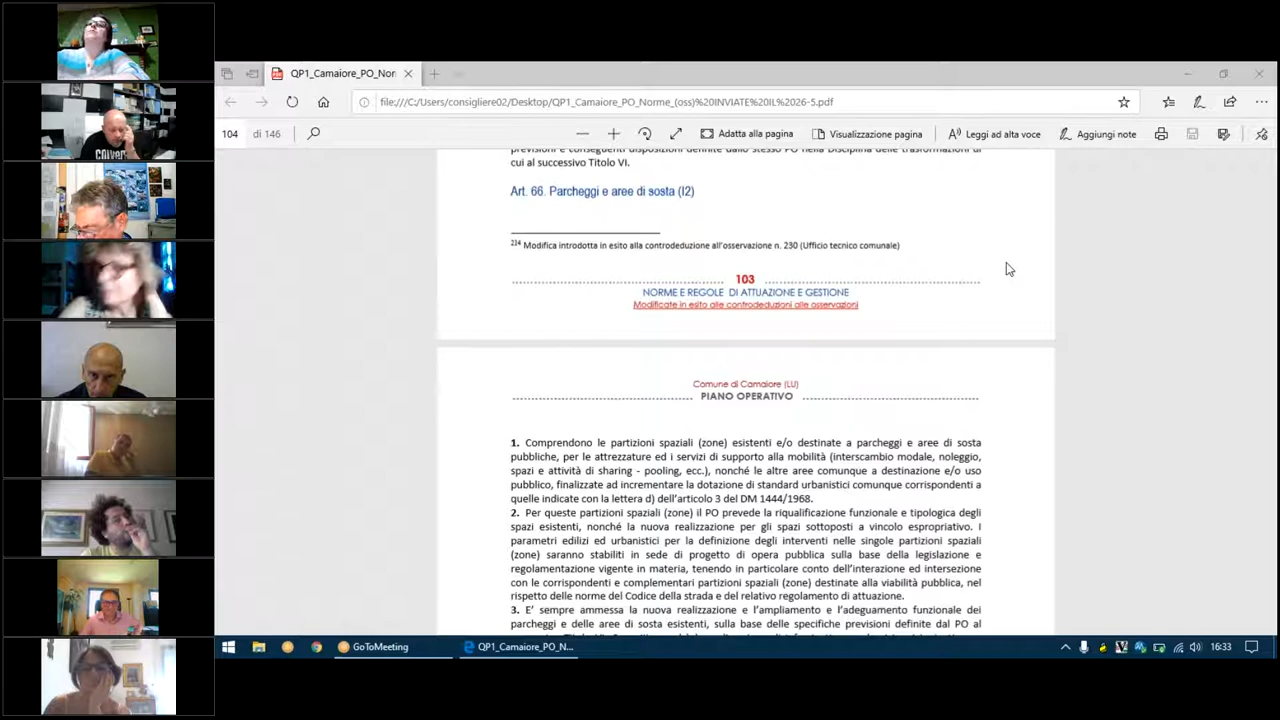 QP1_Camaiore_PO_Norr
file:///C:/Users/consigliere02/Desktop/QP1_Camaiore_PO_Norme_(oss)%20INVIATE%20IL%2026-5.pdf
104 di 146
Adatta alla pagina
Visualizzazione pagina
Leggi ad alta voce
Aggiungi note
previsioni e conseguenti disposizioni definite dallo stesso PO nella Disciplina delle trasformazioni di
cui al successivo Titolo VI.
Art. 66. Parcheggi e aree di sosta (I2)
234 Modifica introdotta in esito alla controdeduzione all'osservazione n. 230 (Ufficio tecnico comunale)
103
NORME E REGOLE DI ATTUAZIONE E GESTIONE
Modificate in esito alle controdeduzioni alle osservazioni
Comune di Camaiore (LU)
PIANO OPERATIVO
1. Comprendono le partizioni spaziali (zone) esistenti e/o destinate a parcheggi e aree di sosta
pubbliche, per le attrezzature ed i servizi di supporto alla mobilità (interscambio modale, noleggio,
spazi e attività di sharing - pooling, ecc.), nonché le altre aree comunque a destinazione e/o uso
pubblico, finalizzate ad incrementare la dotazione di standard urbanistici comunque corrispondenti a
quelle indicate con la lettera d) dell'articolo 3 del DM 1444/1968.
2. Per queste partizioni spaziali (zone) il PO prevede la riqualificazione funzionale e tipologica degli
spazi esistenti, nonché la nuova realizzazione per gli spazi sottoposti a vincolo espropriativo. I
parametri edilizi ed urbanistici per la definizione degli interventi nelle singole partizioni spaziali
(zone) saranno stabiliti in sede di progetto di opera pubblica sulla base della legislazione e
regolamentazione vigente in materia, tenendo in particolare conto dell'interazione ed intersezione
con le corrispondenti e complementari partizioni spaziali (zone) destinate alla viabilità pubblica, nel
rispetto delle norme del Codice della strada e del relativo regolamento di attuazione.
3. E' sempre ammessa la nuova realizzazione e l'ampliamento e l'adeguamento funzionale dei
parcheggi e delle aree di sosta esistenti, sulla base delle specifiche previsioni definite dal PO al
GoToMeeting
QP1_Camaiore_PO_N...
16:33